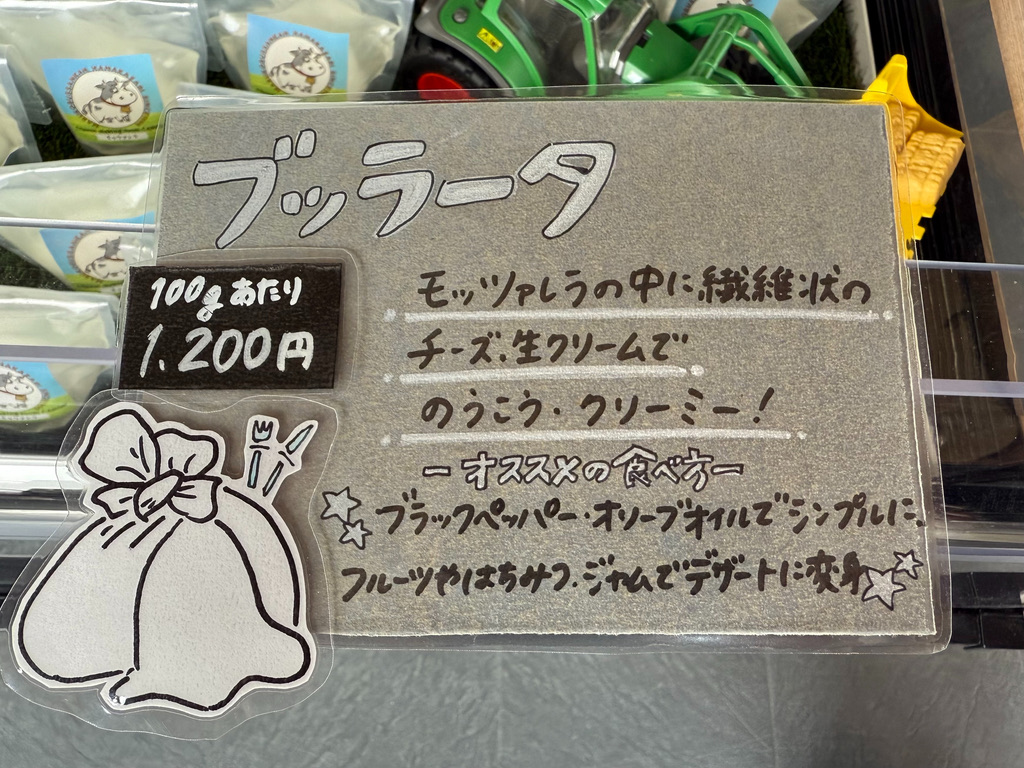 ブッラータ
100gあたり
1,200円
モッツァレラの中に繊維状の
チーズ、生クリームで
のうこう・クリーミー!
ーオススメの食べ方ー
ブラックペッパー・オリーブオイルでシンプルに、
フルーツやはちみつ、ジャムでデザートに変身